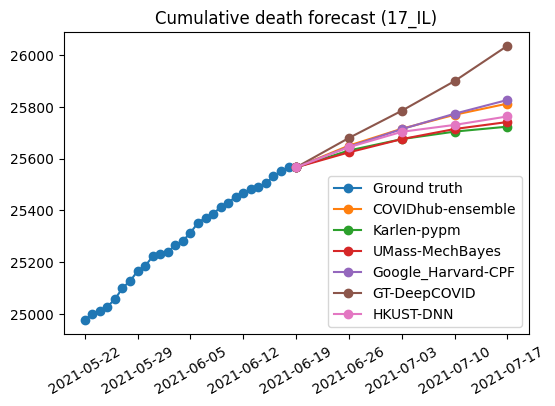 Cumulative death forecast (17_IL)
26000
25800
25600
25400
25200
25000
Ground truth
COVIDhub-ensemble
Karlen-pypm
UMass-MechBayes
Google_Harvard-CPF
GT-DeepCOVID
HKUST-DNN
2021-05-22
2021-05-29
2021-06-05
2021-06-12
2021-06-19
2021-06-26
2021-07-03
2021-07-10
2021-07-17